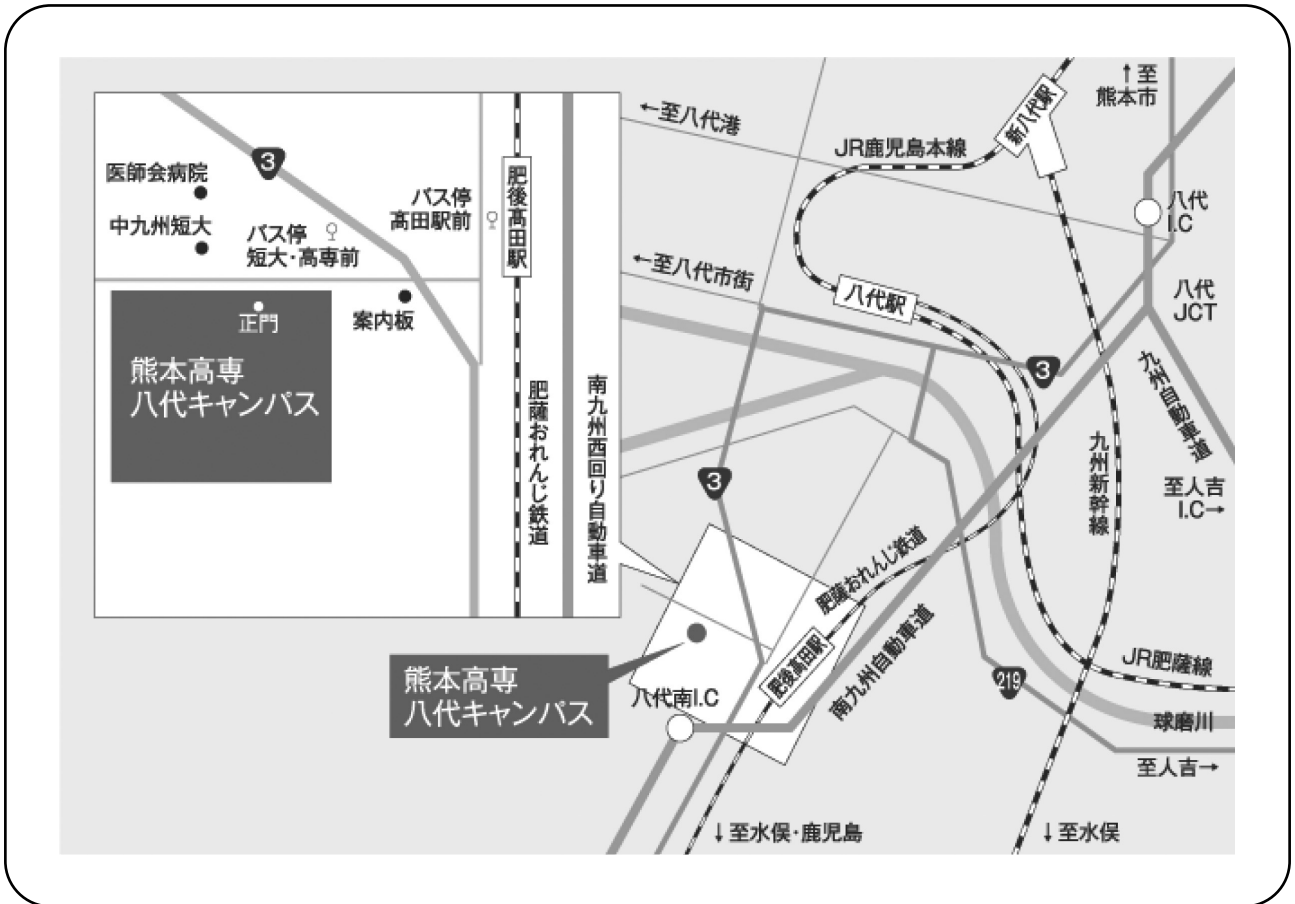 医師会病院
中九州短大
3
バス停
短大・高専前
バス停
高田駅前
肥後高田駅
正門
案内板
熊本高専
八代キャンパス
肥薩おれんじ鉄道
南九州西回り自動車道
←至八代港
JR鹿児島本線
新八代駅
↑至
熊本市
八代
I.C
←至八代市街
八代駅
3
八代
JCT
九州自動車道
九州新幹線
至人吉
I.C→
3
肥薩おれんじ鉄道
肥後高田駅
南九州自動車道
熊本高専
八代キャンパス
八代南I.C
219
JR肥薩線
球磨川
至人吉→
↓至水俣・鹿児島
↓至水俣